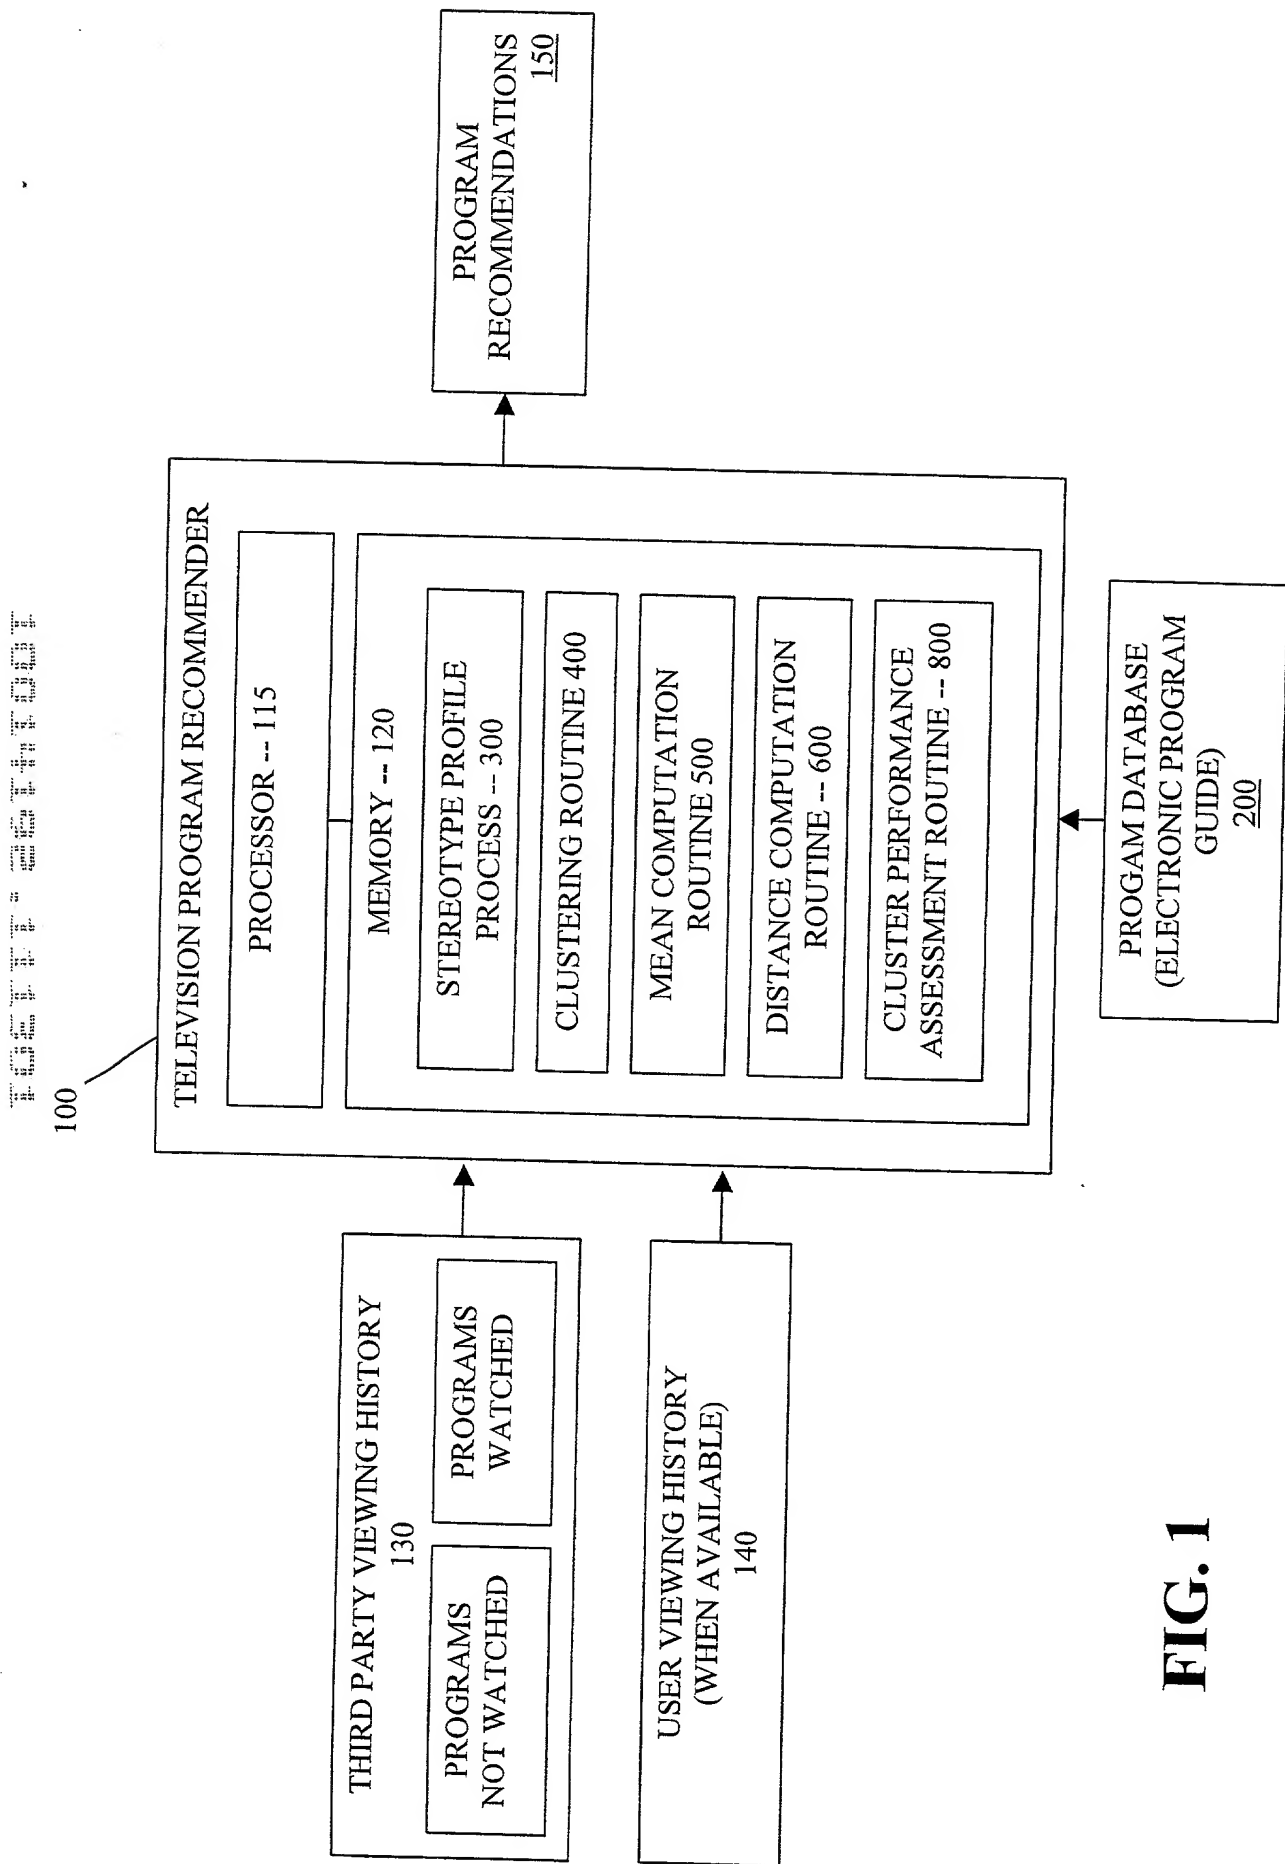 100
TELEVISION PROGRAM RECOMMENDER
PROCESSOR -- 115
MEMORY -- 120
STEREOTYPE PROFILE
PROCESS -- 300
CLUSTERING ROUTINE 400
MEAN COMPUTATION
ROUTINE 500
DISTANCE COMPUTATION
ROUTINE -- 600
CLUSTER PERFORMANCE
ASSESSMENT ROUTINE -- 800
THIRD PARTY VIEWING HISTORY
130
PROGRAMS
NOT WATCHED
PROGRAMS
WATCHED
USER VIEWING HISTORY
(WHEN AVAILABLE)
140
PROGRAM
RECOMMENDATIONS
150
PROGAM DATABASE
(ELECTRONIC PROGRAM
GUIDE)
200
FIG. 1